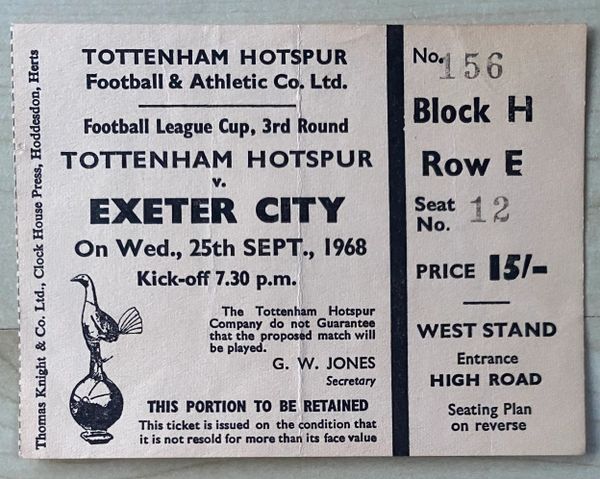 Thomas Knight & Co. Ltd., Clock House Press, Hoddesdon, Herts
TOTTENHAM HOTSPUR
Football & Athletic Co. Ltd.
Football League Cup, 3rd Round
TOTTENHAM HOTSPUR
v.
EXETER CITY
On Wed., 25th SEPT., 1968
Kick-off 7.30 p.m.
The Tottenham Hotspur
Company do not Guarantee
that the proposed match will
be played.
G. W. JONES
Secretary
THIS PORTION TO BE RETAINED
This ticket is issued on the condition that
it is not resold for more than its face value
No. 156
Block H
Row E
Seat
No. 12
PRICE 15/-
WEST STAND
Entrance
HIGH ROAD
Seating Plan
on reverse